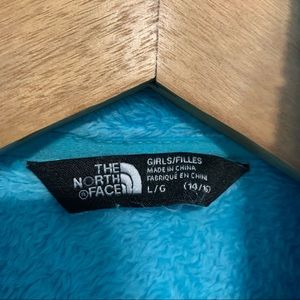 THE
NORTH
FACE
GIRLS/FILLES
MADE IN CHINA
FABRIQUÉ EN CHINE
L/G (14/16)